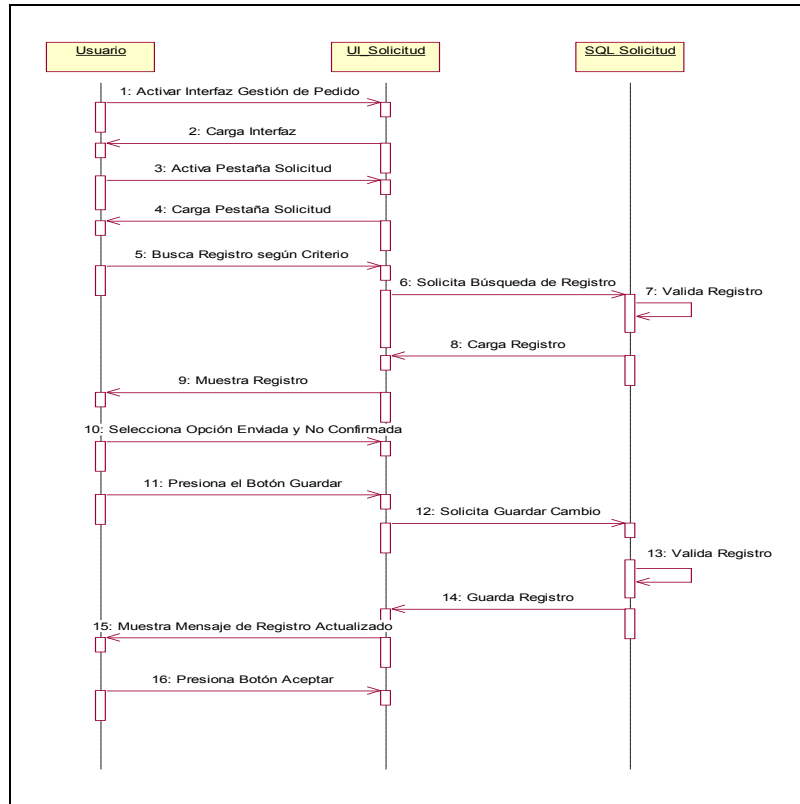 Usuario
UI_Solicitud
SQL Solicitud
1: Activar Interfaz Gestión de Pedido
2: Carga Interfaz
3: Activa Pestaña Solicitud
4: Carga Pestaña Solicitud
5: Busca Registro según Criterio
6: Solicita Búsqueda de Registro
7: Valida Registro
8: Carga Registro
9: Muestra Registro
10: Selecciona Opción Enviada y No Confirmada
11: Presiona el Botón Guardar
12: Solicita Guardar Cambio
13: Valida Registro
14: Guarda Registro
15: Muestra Mensaje de Registro Actualizado
16: Presiona Botón Aceptar